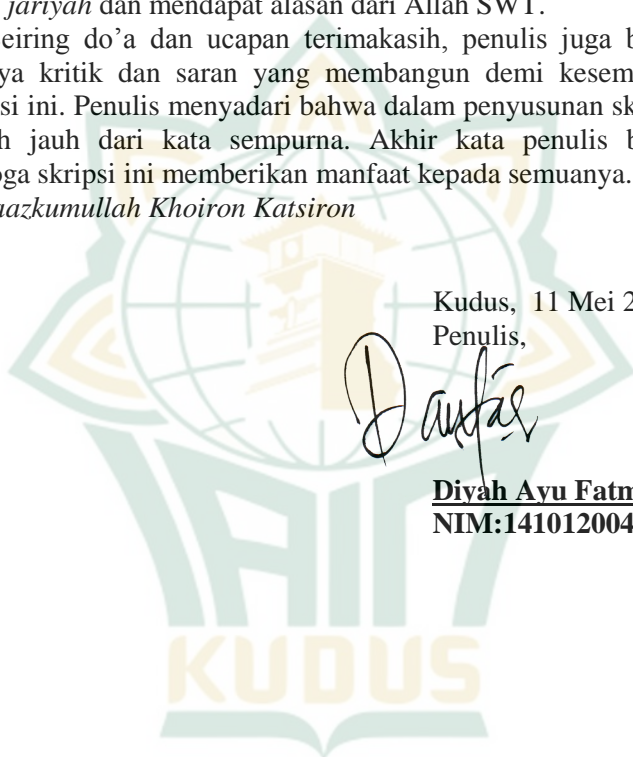 jariyah dan mendapat alasan dari Allah SWT.
eiring do’a dan ucapan terimakasih, penulis juga b
ya kritik dan saran yang membangun demi kesem
si ini. Penulis menyadari bahwa dalam penyusunan sk
h jauh dari kata sempurna. Akhir kata penulis b
oga skripsi ini memberikan manfaat kepada semuanya.
azkumullah Khoiron Katsiron
Kudus, 11 Mei 2
Penulis,
Diyah Ayu Fatm
NIM:141012004
IAIN
KUDUS